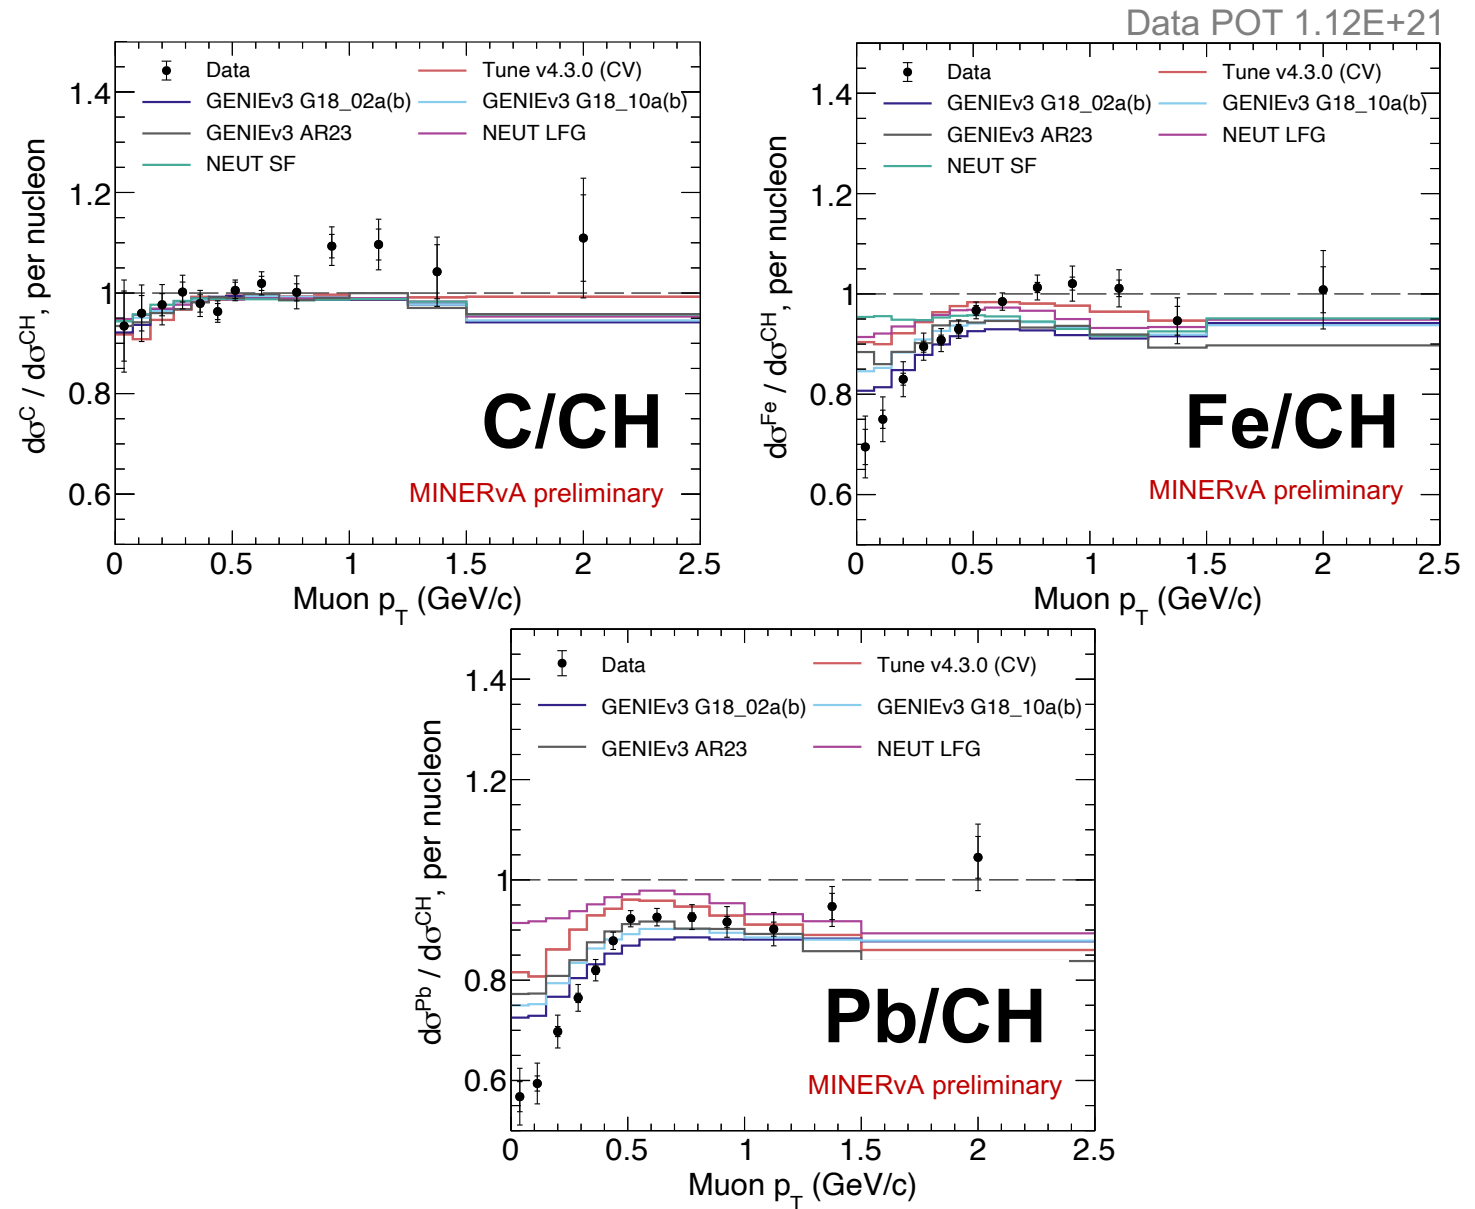 Data POT 1.12E+21
dσ^C / dσ^CH, per nucleon
1.4
1.2
1
0.8
0.6
Data
Tune v4.3.0 (CV)
GENIEv3 G18_02a(b)
GENIEv3 G18_10a(b)
GENIEv3 AR23
NEUT LFG
NEUT SF
C/CH
MINERvA preliminary
0 0.5 1 1.5 2 2.5
Muon p_T (GeV/c)
dσ^Fe / dσ^CH, per nucleon
1.4
1.2
1
0.8
0.6
Data
Tune v4.3.0 (CV)
GENIEv3 G18_02a(b)
GENIEv3 G18_10a(b)
GENIEv3 AR23
NEUT LFG
NEUT SF
Fe/CH
MINERvA preliminary
0 0.5 1 1.5 2 2.5
Muon p_T (GeV/c)
dσ^Pb / dσ^CH, per nucleon
1.4
1.2
1
0.8
0.6
Data
Tune v4.3.0 (CV)
GENIEv3 G18_02a(b)
GENIEv3 G18_10a(b)
GENIEv3 AR23
NEUT LFG
Pb/CH
MINERvA preliminary
0 0.5 1 1.5 2 2.5
Muon p_T (GeV/c)